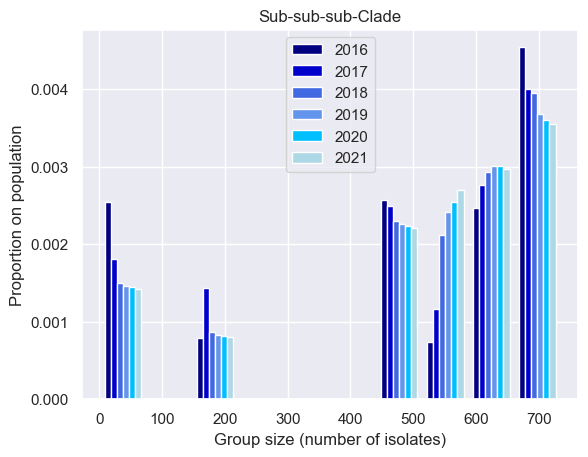 Sub-sub-sub-Clade
2016
2017
2018
2019
2020
2021
Proportion on population
0.004
0.003
0.002
0.001
0.000
0 100 200 300 400 500 600 700
Group size (number of isolates)